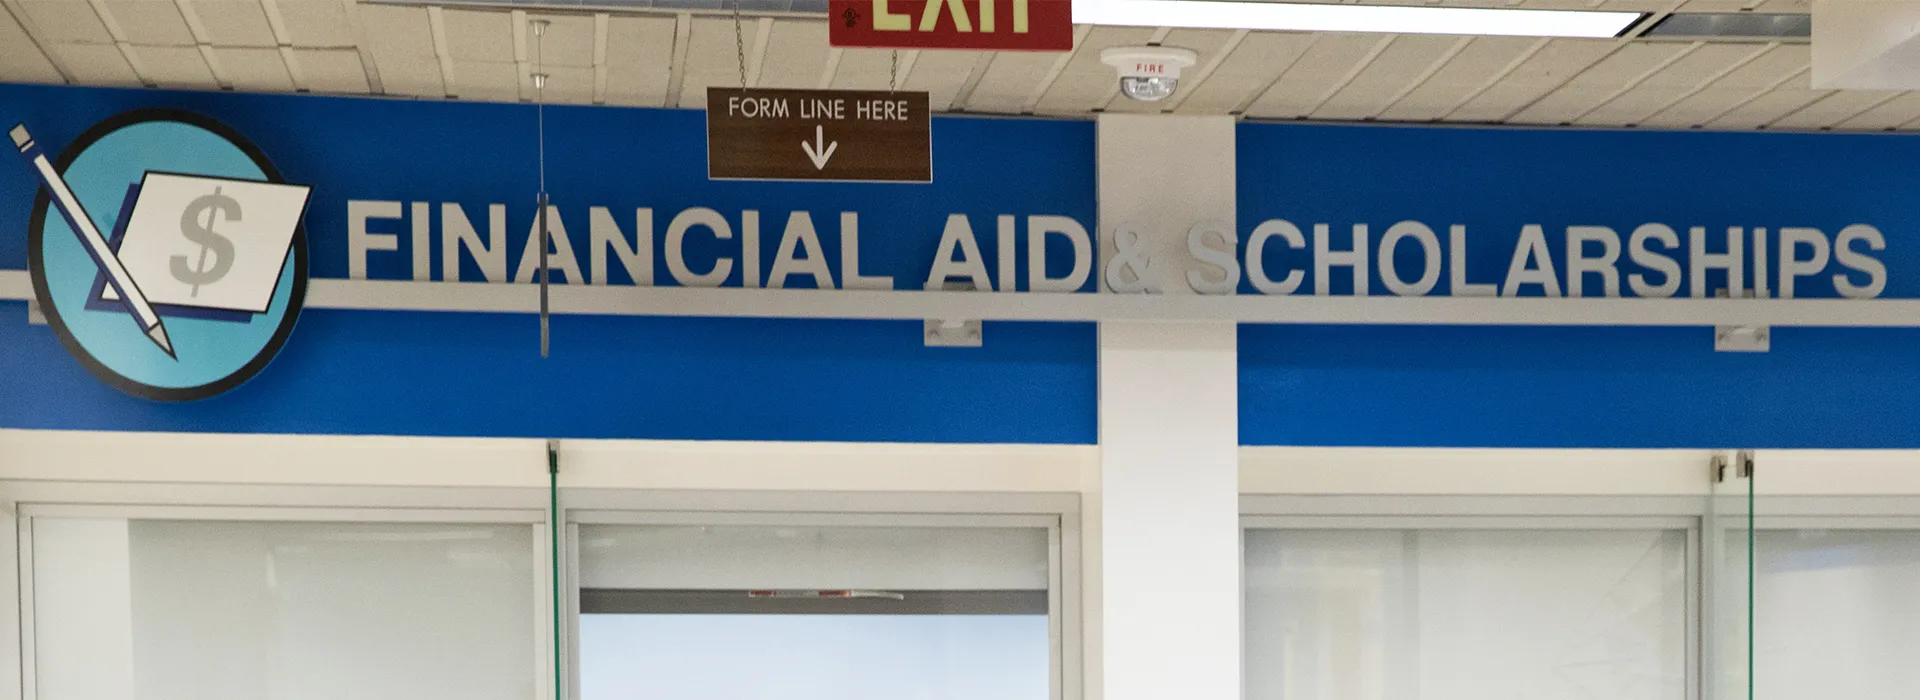 EXIT
FIRE
FORM LINE HERE
$
FINANCIAL AID & SCHOLARSHIPS